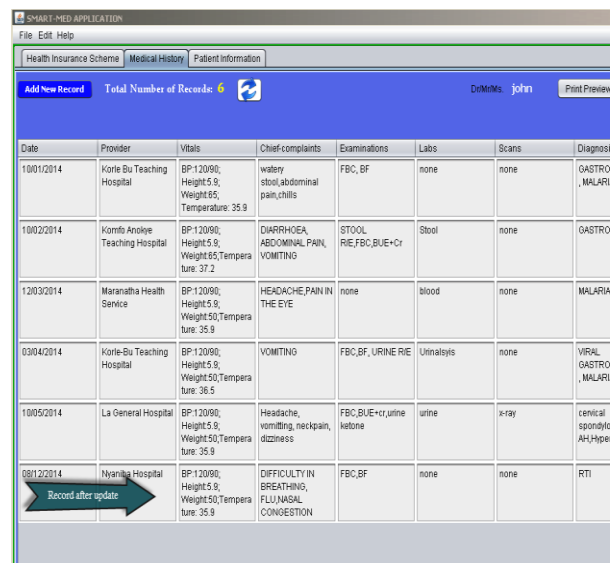 SMART-MED APPLICATION
File Edit Help
Health Insurance Scheme Medical History Patient Information
Add New Record Total Number of Records: 6 Dr/Mr/Ms. john Print Preview
Date Provider Vitals Chief-complaints Examinations Labs Scans Diagnosi
10/01/2014 Korle Bu Teaching BP:120/90; watery FBC, BF none none GASTRO
Hospital Height:5.9; stool,abdominal , MALARI
Weight:65; pain,chills
Temperature: 35.9
10/02/2014 Komfo Anokye BP:120/90; DIARRHOEA, STOOL Stool none GASTRO
Teaching Hospital Height:5.9; ABDOMINAL PAIN, R/E,FBC,BUE+Cr
Weight:65;Tempera VOMITING
ture: 37.2
12/03/2014 Maranatha Health BP:120/90; HEADACHE,PAIN IN none blood none MALARIA
Service Height:5.9; THE EYE
Weight:50;Tempera
ture: 35.9
03/04/2014 Korle-Bu Teaching BP:120/90; VOMITING FBC,BF, URINE R/E Urinalsyis none VIRAL
Hospital Height:5.9; GASTRO
Weight:50;Tempera , MALARI
ture: 36.5
10/05/2014 La General Hospital BP:120/90; Headache, FBC,BUE+cr,urine urine x-ray cervical
Height:5.9; vomitting, neckpain, ketone spondylo
Weight:50;Tempera dizziness AH,Hyper
ture: 35.9
08/12/2014 Nyaniba Hospital BP:120/90; DIFFICULTY IN FBC,BF none none RTI
Height:5.9; BREATHING,
Record after update Weight:50;Tempera FLU,NASAL
ture: 35.9 CONGESTION